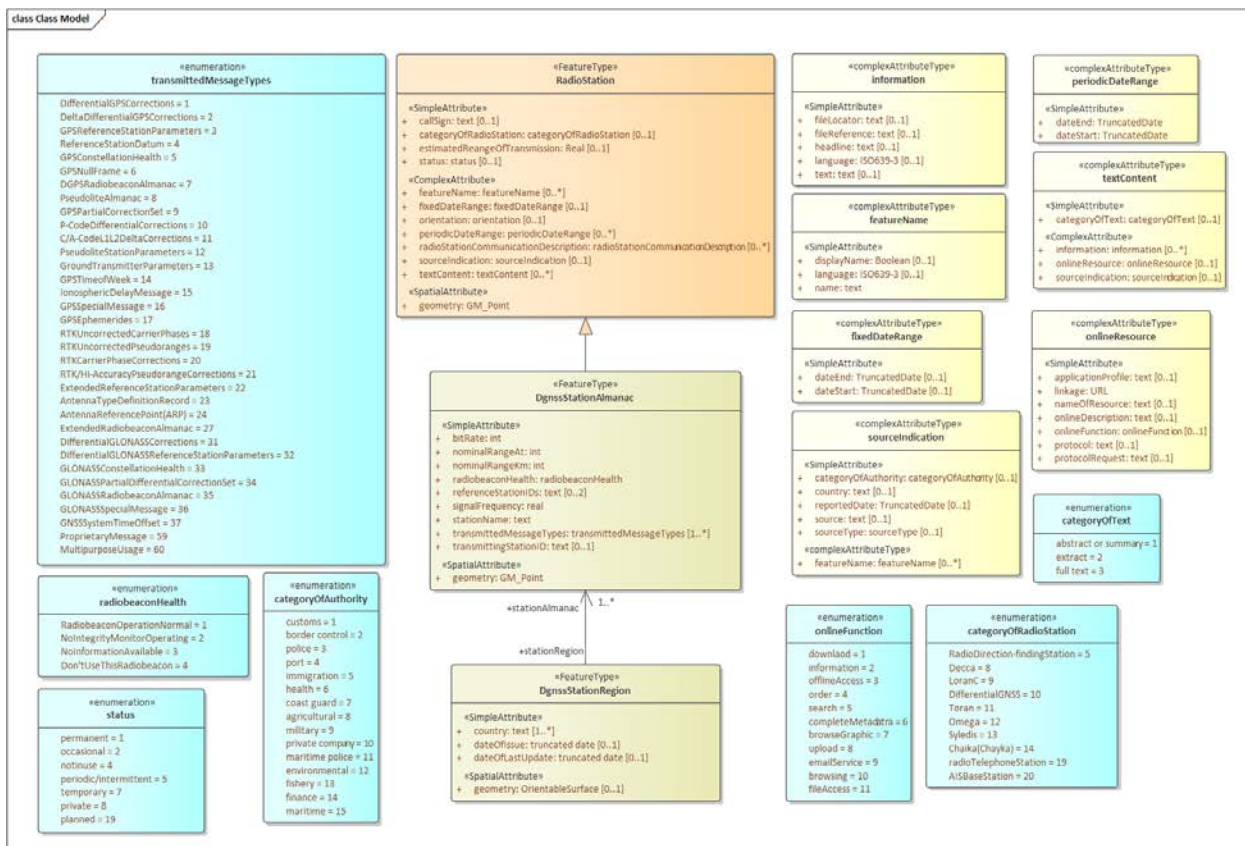 class Class Model
«enumeration»
transmittedMessageTypes
DifferentialGPSCorrections = 1
DeltaDifferentialGPSCorrections = 2
GPSReferenceStationParameters = 3
ReferenceStationDatum = 4
GPSConstellationHealth = 5
GPSNullFrame = 6
DGPSRadiobeaconAlmanac = 7
PseudoliteAlmanac = 8
GPSPartialCorrectionSet = 9
P-CodeDifferentialCorrections = 10
C/A-CodeL1L2DeltaCorrections = 11
PseudoliteStationParameters = 12
GroundTransmitterParameters = 13
GPSTimeofWeek = 14
IonosphericDelayMessage = 15
GPSSpecialMessage = 16
GPSEphemerides = 17
RTKUncorrectedCarrierPhases = 18
RTKUncorrectedPseudoranges = 19
RTKCarrierPhaseCorrections = 20
RTK/Hi-AccuracyPseudorangeCorrections = 21
ExtendedReferenceStationParameters = 22
AntennaTypeDefinitionRecord = 23
AntennaReferencePoint(ARP) = 24
ExtendedRadiobeaconAlmanac = 27
DifferentialGLONASSCorrections = 31
DifferentialGLONASSReferenceStationParameters = 32
GLONASSConstellationHealth = 33
GLONASSPartialDifferentialCorrectionSet = 34
GLONASSRadiobeaconAlmanac = 35
GLONASSSpecialMessage = 36
GNSSSystemTimeOffset = 37
ProprietaryMessage = 59
MultipurposeUsage = 60
«enumeration»
radiobeaconHealth
RadiobeaconOperationNormal = 1
NoIntegrityMonitorOperating = 2
NoInformationAvailable = 3
Don'tUseThisRadiobeacon = 4
«enumeration»
status
permanent = 1
occasional = 2
notinuse = 4
periodic/intermittent = 5
temporary = 7
private = 8
planned = 19
«enumeration»
categoryOfAuthority
customs = 1
border control = 2
police = 3
port = 4
immigration = 5
health = 6
coast guard = 7
agricultural = 8
military = 9
private company = 10
maritime police = 11
environmental = 12
fishery = 13
finance = 14
maritime = 15
«FeatureType»
RadioStation
«SimpleAttribute»
+ callSign: text [0..1]
+ categoryOfRadioStation: categoryOfRadioStation [0..1]
+ estimatedReangeOfTransmission: Real [0..1]
+ status: status [0..1]
«ComplexAttribute»
+ featureName: featureName [0..*]
+ fixedDateRange: fixedDateRange [0..1]
+ orientation: orientation [0..1]
+ periodicDateRange: periodicDateRange [0..*]
+ radioStationCommunicationDescription: radioStationCommunicationDescription [0..*]
+ sourceIndication: sourceIndication [0..1]
+ textContent: textContent [0..*]
«SpatialAttribute»
+ geometry: GM_Point
«FeatureType»
DgnssStationAlmanac
«SimpleAttribute»
+ bitRate: int
+ nominalRangeAt: int
+ nominalRangeKm: int
+ radiobeaconHealth: radiobeaconHealth
+ referenceStationIDs: text [0..2]
+ signalFrequency: real
+ stationName: text
+ transmittedMessageTypes: transmittedMessageTypes [1..*]
+ transmittingStationID: text [0..1]
«SpatialAttribute»
+ geometry: GM_Point
+stationAlmanac
1..*
+stationRegion
«FeatureType»
DgnssStationRegion
«SimpleAttribute»
+ country: text [1..*]
+ dateOfIssue: truncated date [0..1]
+ dateOfLastUpdate: truncated date [0..1]
«SpatialAttribute»
+ geometry: OrientableSurface [0..1]
«complexAttributeType»
information
«SimpleAttribute»
+ fileLocator: text [0..1]
+ fileReference: text [0..1]
+ headline: text [0..1]
+ language: ISO639-3 [0..1]
+ text: text [0..1]
«complexAttributeType»
featureName
«SimpleAttribute»
+ displayName: Boolean [0..1]
+ language: ISO639-3 [0..1]
+ name: text
«complexAttributeType»
fixedDateRange
«SimpleAttribute»
+ dateEnd: TruncatedDate [0..1]
+ dateStart: TruncatedDate [0..1]
«complexAttributeType»
sourceIndication
«SimpleAttribute»
+ categoryOfAuthority: categoryOfAuthority [0..1]
+ country: text [0..1]
+ reportedDate: TruncatedDate [0..1]
+ source: text [0..1]
+ sourceType: sourceType [0..1]
«complexAttributeType»
+ featureName: featureName [0..*]
«complexAttributeType»
periodicDateRange
«SimpleAttribute»
+ dateEnd: TruncatedDate
+ dateStart: TruncatedDate
«complexAttributeType»
textContent
«SimpleAttribute»
+ categoryOfText: categoryOfText [0..1]
«ComplexAttribute»
+ information: information [0..*]
+ onlineResource: onlineResource [0..1]
+ sourceIndication: sourceIndication [0..1]
«complexAttributeType»
onlineResource
«SimpleAttribute»
+ applicationProfile: text [0..1]
+ linkage: URL
+ nameOfResource: text [0..1]
+ onlineDescription: text [0..1]
+ onlineFunction: onlineFunction [0..1]
+ protocol: text [0..1]
+ protocolRequest: text [0..1]
«enumeration»
categoryOfText
abstract or summary = 1
extract = 2
full text = 3
«enumeration»
onlineFunction
downlaod = 1
information = 2
offlineAccess = 3
order = 4
search = 5
completeMetadatra = 6
browseGraphic = 7
upload = 8
emailService = 9
browsing = 10
fileAccess = 11
«enumeration»
categoryOfRadioStation
RadioDirection-findingStation = 5
Decca = 8
LoranC = 9
DifferentialGNSS = 10
Toran = 11
Omega = 12
Syledis = 13
Chaika(Chayka) = 14
radioTelephoneStation = 19
AISBaseStation = 20